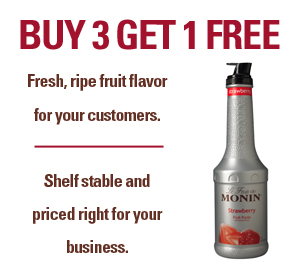 BUY 3 GET 1 FREE
Fresh, ripe fruit flavor
for your customers.
Shelf stable and
priced right for your
business.
strawberry
Le Fruit de
MONIN
Strawberry